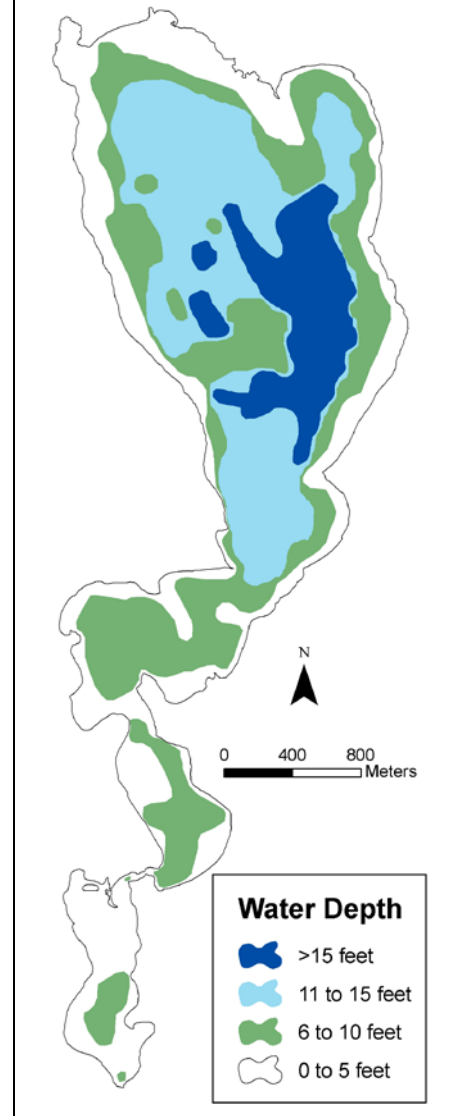 N
0 400 800
Meters
Water Depth
>15 feet
11 to 15 feet
6 to 10 feet
0 to 5 feet